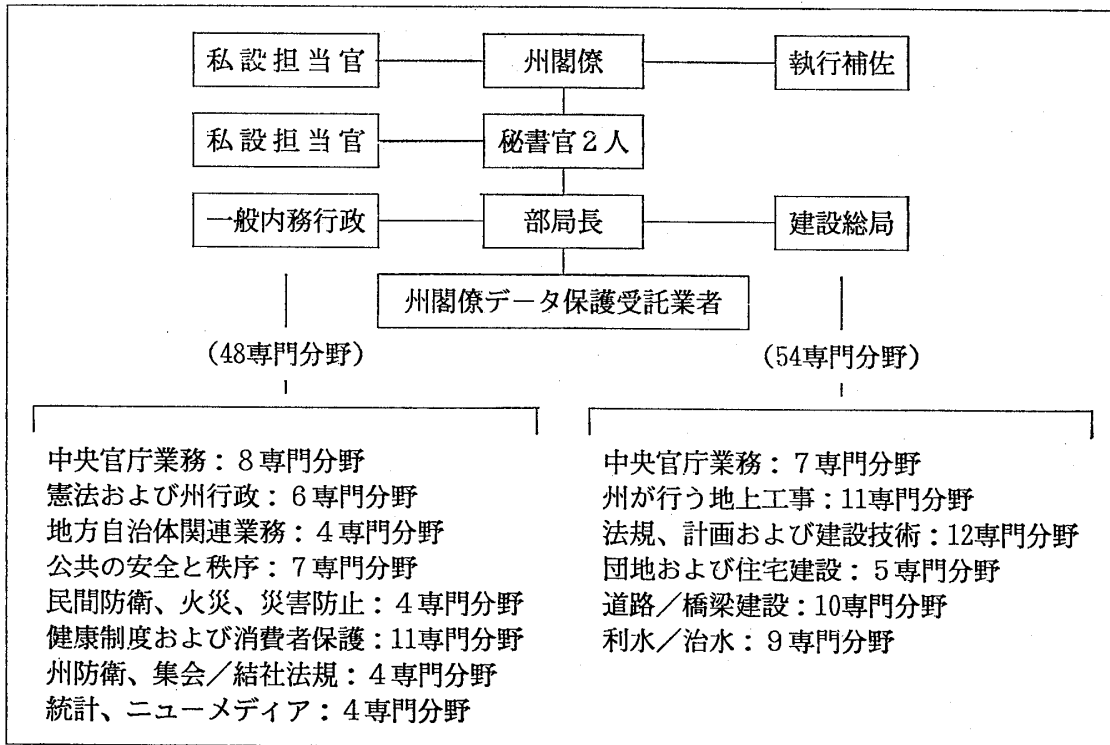 私設担当官 州閣僚 執行補佐
私設担当官 秘書官2人
一般内務行政 部局長 建設総局
州閣僚データ保護受託業者
(48専門分野) (54専門分野)
中央官庁業務:8専門分野
憲法および州行政:6専門分野
地方自治体関連業務:4専門分野
公共の安全と秩序:7専門分野
民間防衛、火災、災害防止:4専門分野
健康制度および消費者保護:11専門分野
州防衛、集会/結社法規:4専門分野
統計、ニューメディア:4専門分野
中央官庁業務:7専門分野
州が行う地上工事:11専門分野
法規、計画および建設技術:12専門分野
団地および住宅建設:5専門分野
道路/橋梁建設:10専門分野
利水/治水:9専門分野